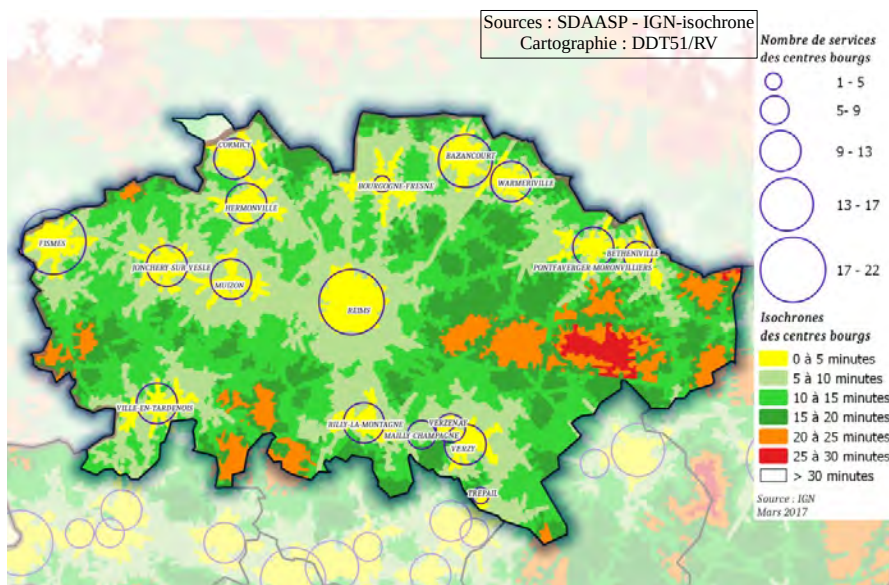 Sources : SDAASP - IGN-isochrone
Cartographie : DDT51/RV
Nombre de services
des centres bourgs
1 - 5
5- 9
9 - 13
13 - 17
17 - 22
Isochrones
des centres bourgs
0 à 5 minutes
5 à 10 minutes
10 à 15 minutes
15 à 20 minutes
20 à 25 minutes
25 à 30 minutes
> 30 minutes
Source : IGN
Mars 2017
CORMICY
BAZANCOURT
BOURGOGNE-FRESNE
WARMERIVILLE
HERMONVILLE
FISMES
BETHENIVILLE
JONCHERY-SUR-VESLE
PONTFAVERGER-MORONVILLIERS
MUIZON
REIMS
VILLE-EN-TARDENOIS
RILLY-LA-MONTAGNE
VERZENAY
MAILLY-CHAMPAGNE
VERZY
TREPAIL